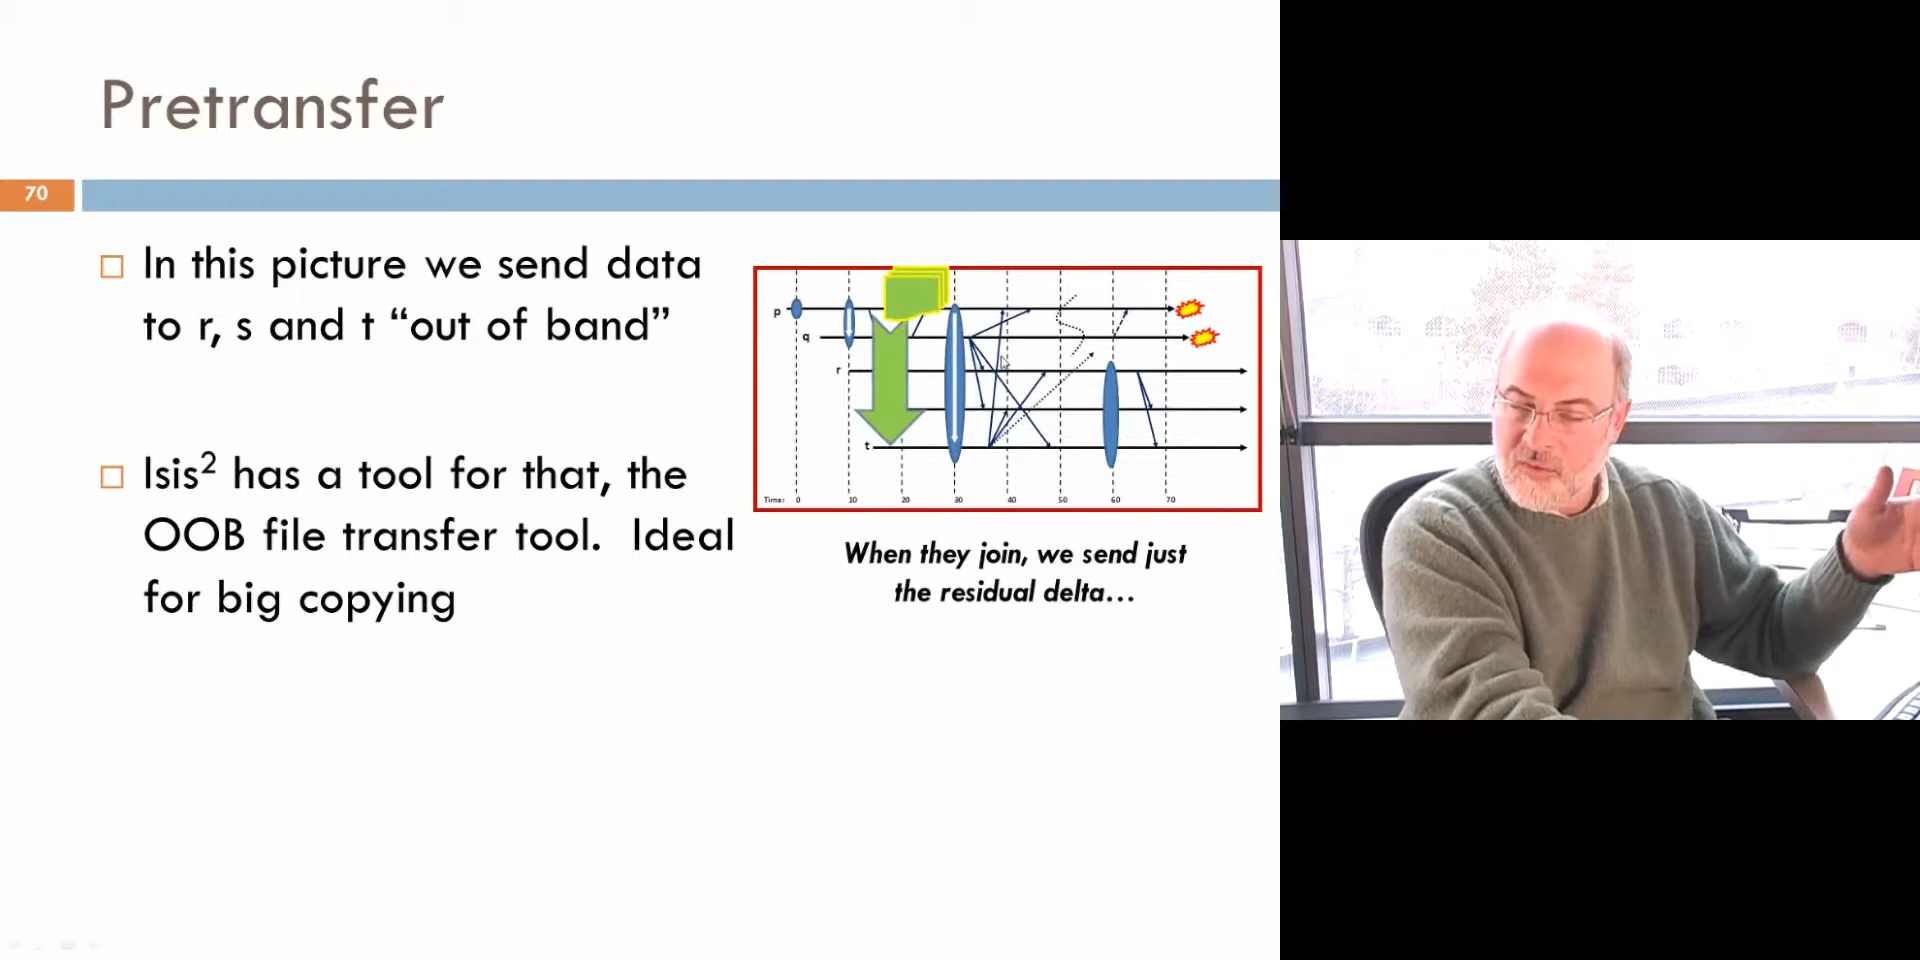 Pretransfer
70
□ In this picture we send data
to r, s and t “out of band”
□ Isis² has a tool for that, the
OOB file transfer tool. Ideal
for big copying
p
q
r
t
Time: 0 10 20 30 40 50 60 70
When they join, we send just
the residual delta…